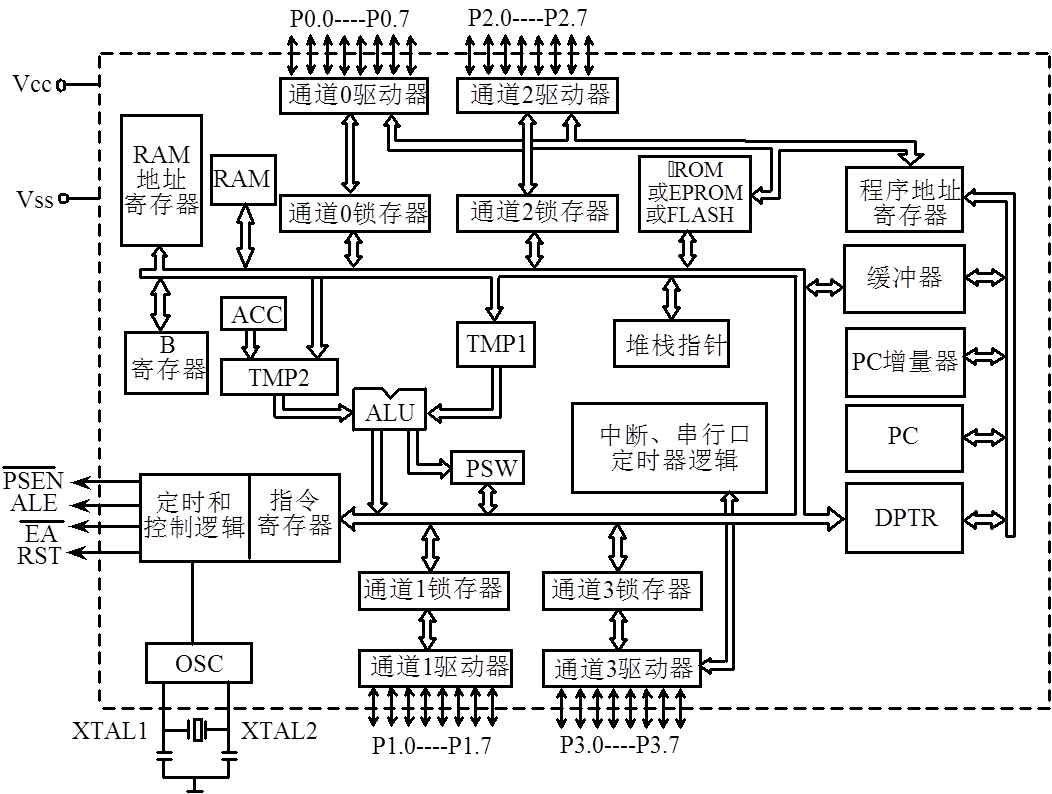 P0.0----P0.7
P2.0----P2.7
Vcc
通道0驱动器
通道2驱动器
RAM
地址
寄存器
RAM
ROM
或EPROM
或FLASH
程序地址
寄存器
Vss
通道0锁存器
通道2锁存器
缓冲器
ACC
B
寄存器
TMP2
TMP1
堆栈指针
PC增量器
ALU
中断、串行口
定时器逻辑
PC
PSW
PSEN
ALE
EA
RST
定时和
控制逻辑
指令
寄存器
DPTR
通道1锁存器
通道3锁存器
OSC
通道1驱动器
通道3驱动器
XTAL1
XTAL2
P1.0----P1.7
P3.0----P3.7